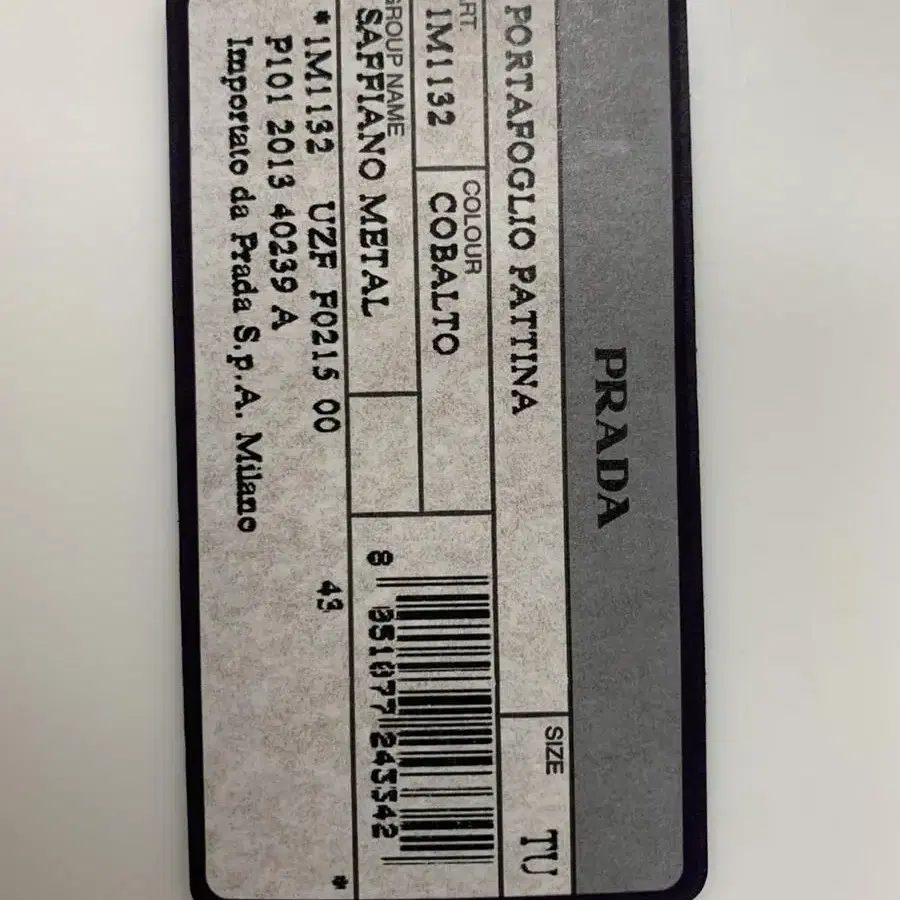 PRADA
PORTAFOGLIO PATTINA
SIZE
TU
ART
1M1132
COLOUR
COBALTO
GROUP NAME
SAFFIANO METAL
8 051077 243342
*1M1132 UZF F0215 00 43 *
P101 2013 40239 A
Importato da Prada S.p.A. Milano